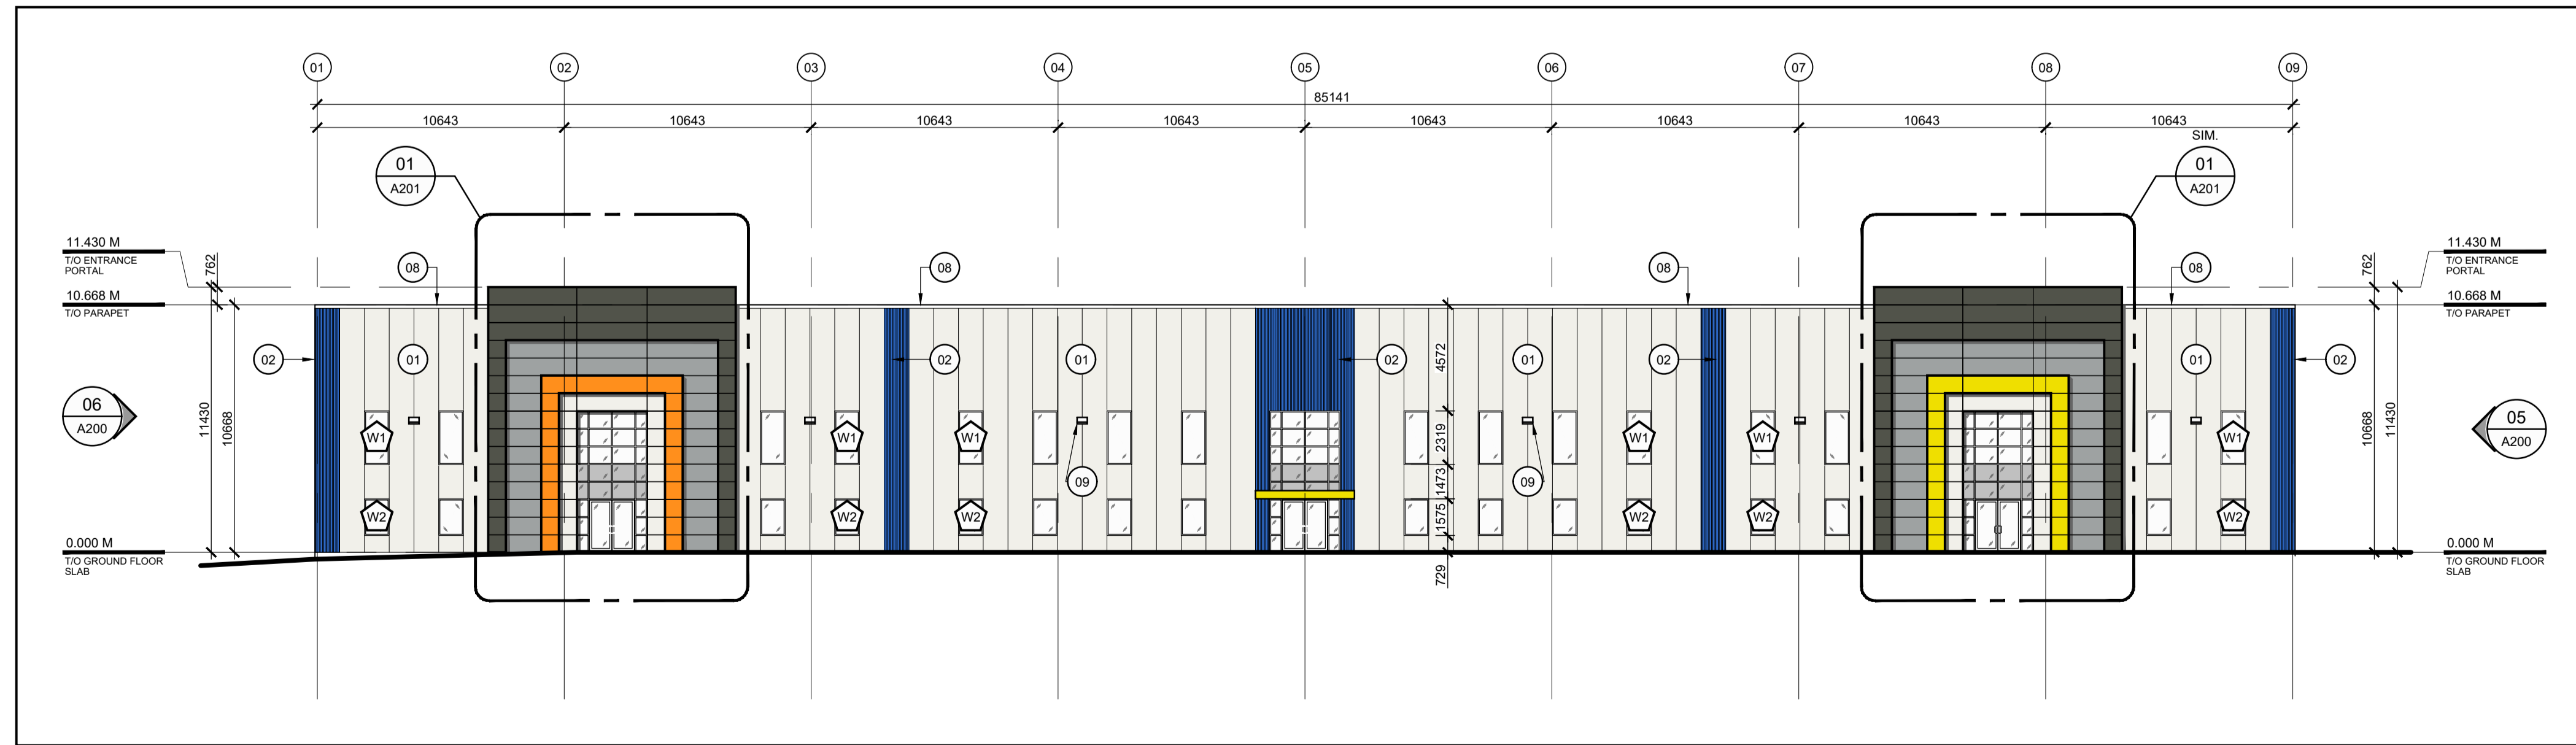 01 02 03 04 05 06 07 08 09
85141
10643 10643 10643 10643 10643 10643 10643 10643
SIM.
01
A201
01
A201
11.430 M
T/O ENTRANCE
PORTAL
762
08
08
08
08
762
11.430 M
T/O ENTRANCE
PORTAL
10.668 M
T/O PARAPET
10.668 M
T/O PARAPET
02
01
02
01
02
01
02
01
02
4572
06
A200
11430
10668
10668
11430
05
A200
W1
W1
W1
W1
W1
W1
2319
09
09
1473
W2
W2
W2
W2
W2
W2
1575
0.000 M
T/O GROUND FLOOR
SLAB
729
0.000 M
T/O GROUND FLOOR
SLAB